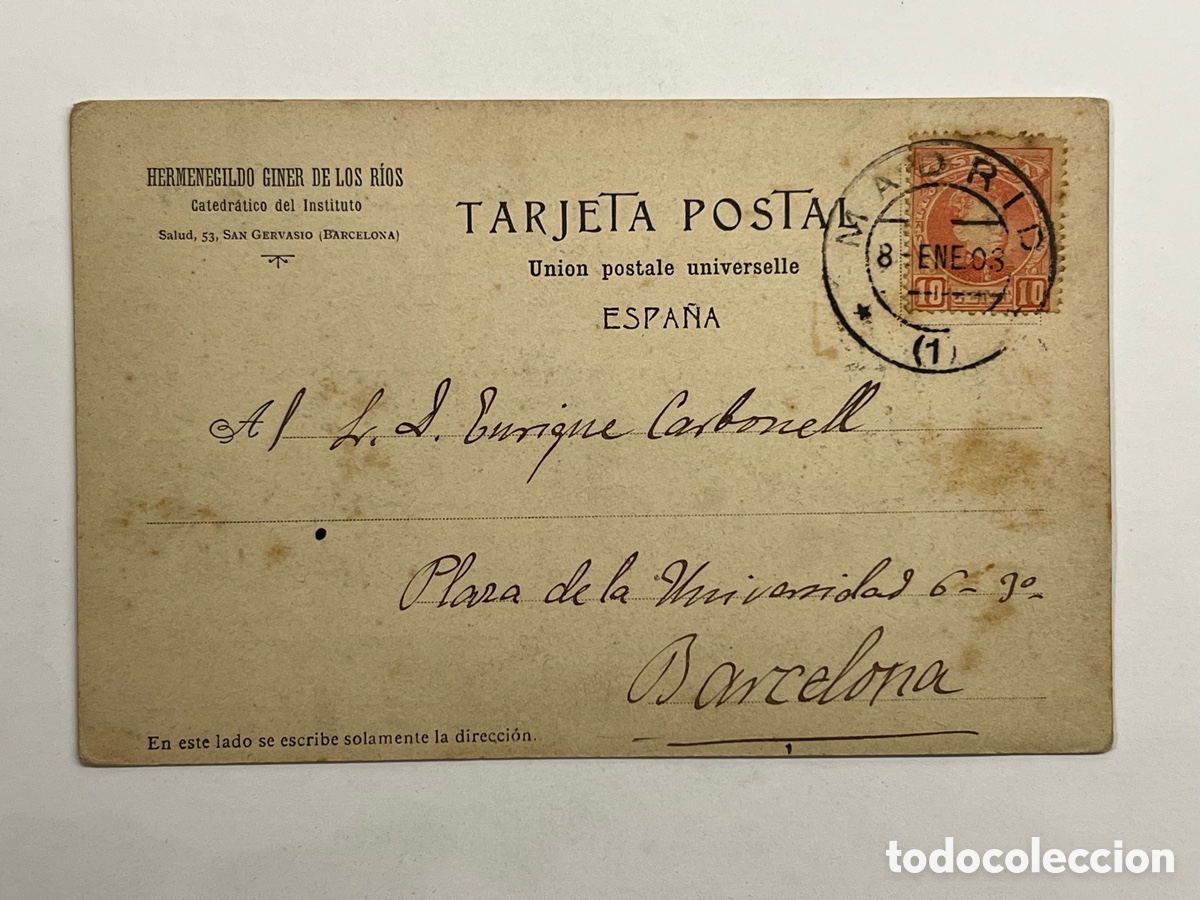 HERMENEGILDO GINER DE LOS RÍOS
Catedrático del Instituto
Salud, 53, SAN GERVASIO (BARCELONA)
TARJETA POSTAL
Union postale universelle
ESPAÑA
MADRID
8 ENE 03
(1)
10 10
Al Sr. D. Enrique Carbonell
Plaza de la Universidad 6 - 3º -
Barcelona
En este lado se escribe solamente la dirección.
todocoleccion